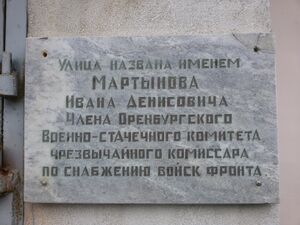 Улица названа именем
Мартынова
Ивана Денисовича
Члена Оренбургского
Военно-стачечного комитета
чрезвычайного комиссара
по снабжению войск фронта